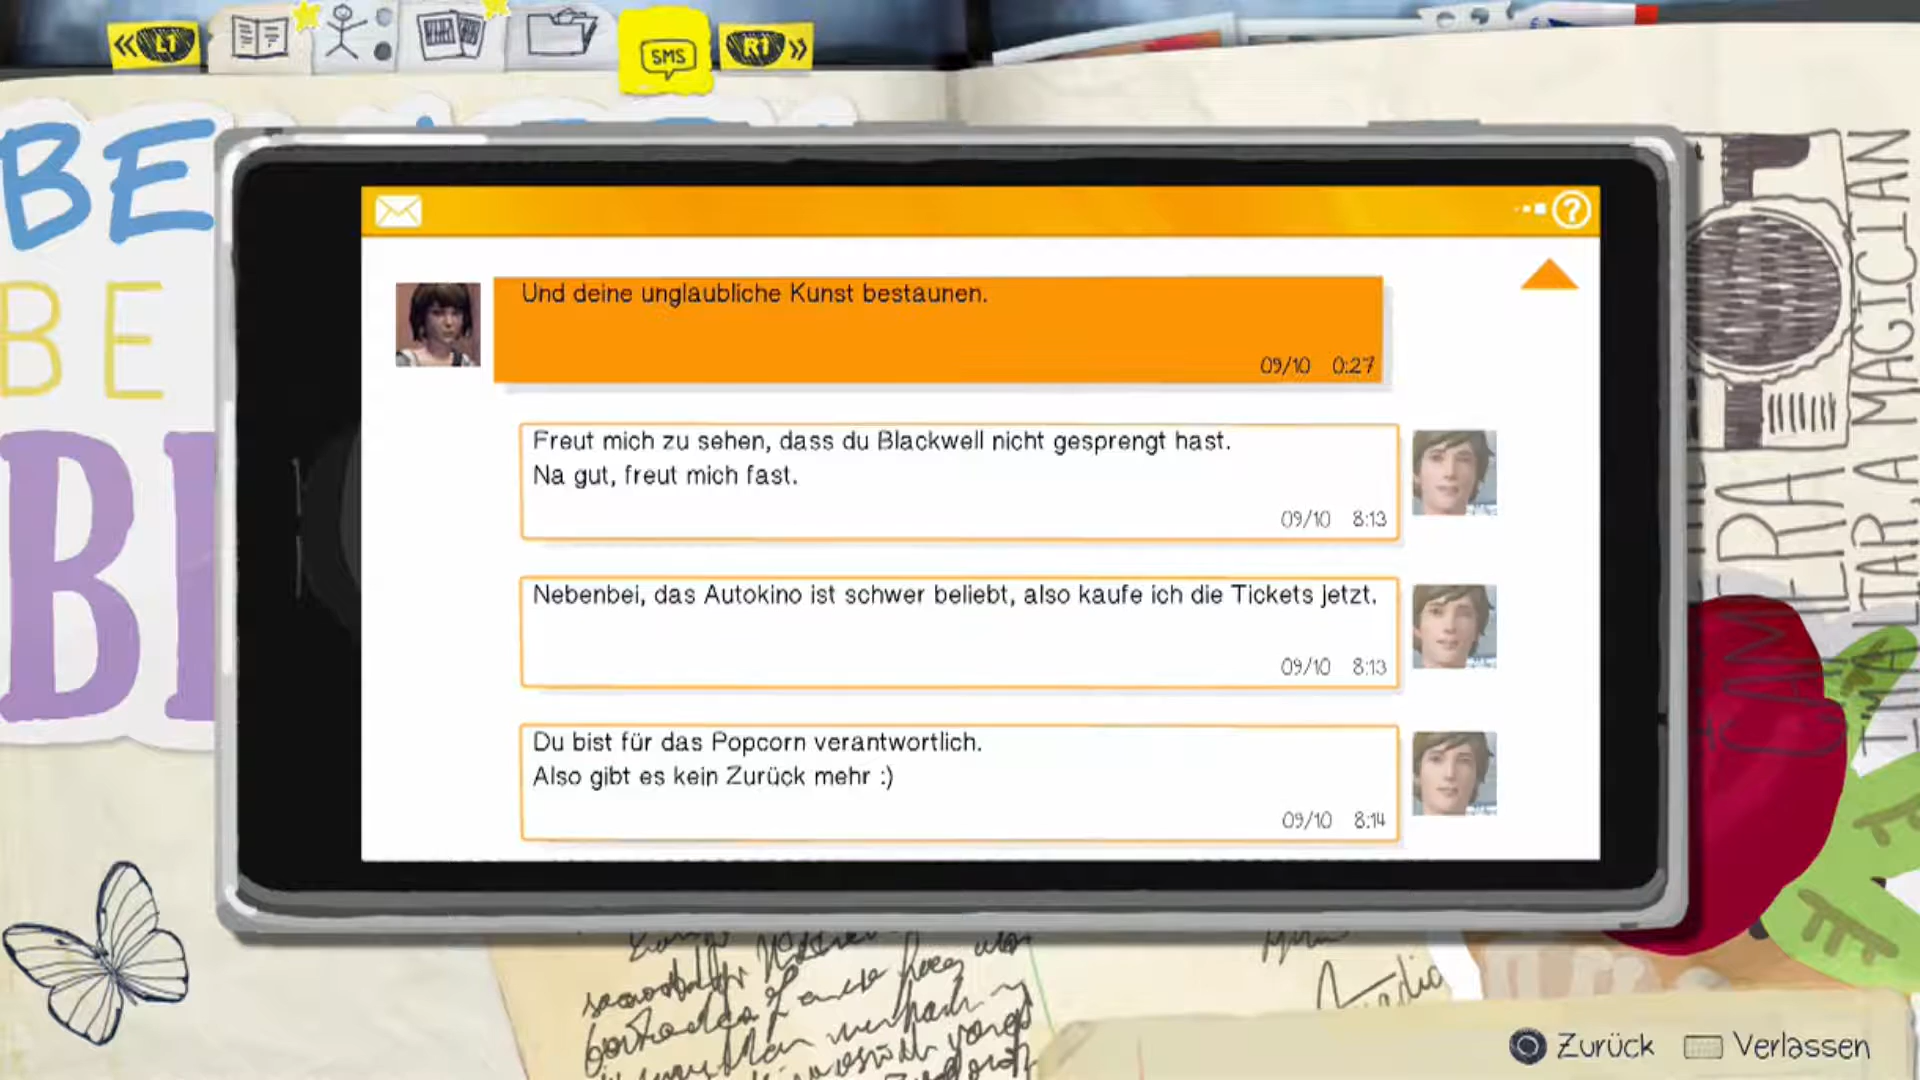 L1
SMS
R1
BE
BE
Und deine unglaubliche Kunst bestaunen.
09/10 0:27
Freut mich zu sehen, dass du Blackwell nicht gesprengt hast.
Na gut, freut mich fast.
09/10 8:13
Nebenbei, das Autokino ist schwer beliebt, also kaufe ich die Tickets jetzt.
09/10 8:13
Du bist für das Popcorn verantwortlich.
Also gibt es kein Zurück mehr :)
09/10 8:14
MAGICIAN
Zurück
Verlassen